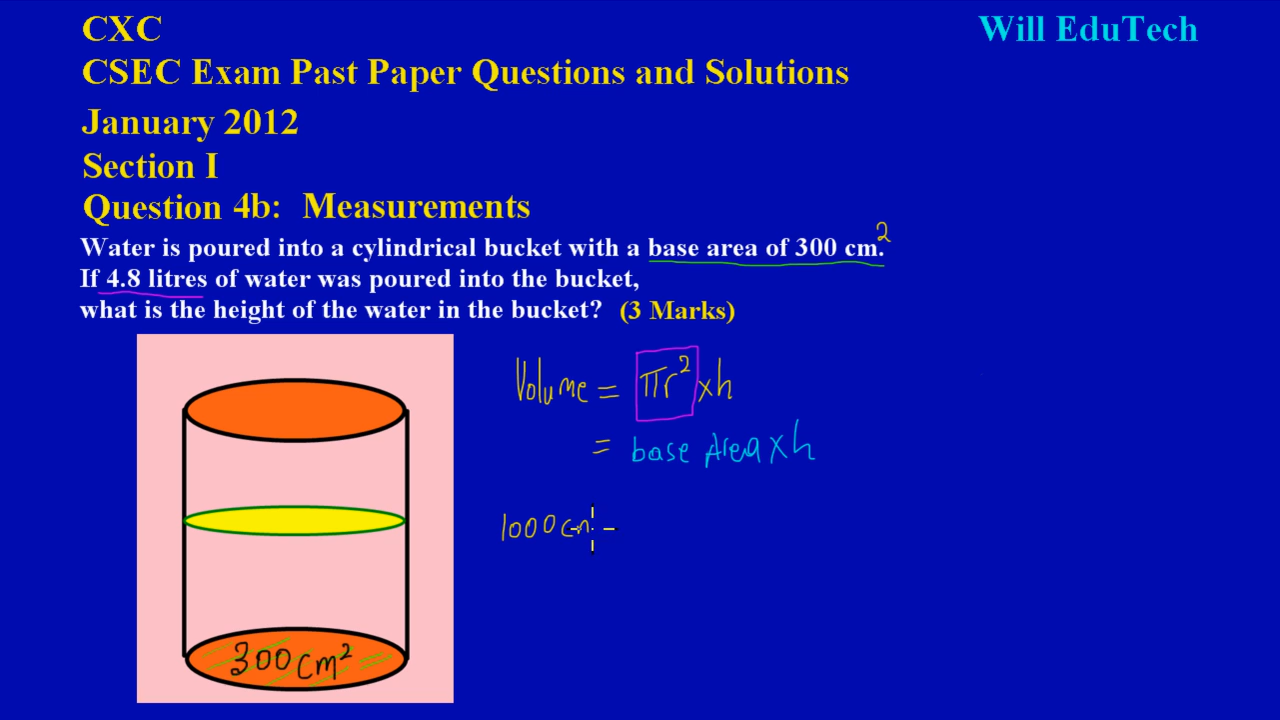 CXC
Will EduTech
CSEC Exam Past Paper Questions and Solutions
January 2012
Section I
Question 4b: Measurements
Water is poured into a cylindrical bucket with a base area of 300 cm.²
If 4.8 litres of water was poured into the bucket,
what is the height of the water in the bucket? (3 Marks)
Volume = πr² × h
= base Area × h
1000 cm
300 cm²